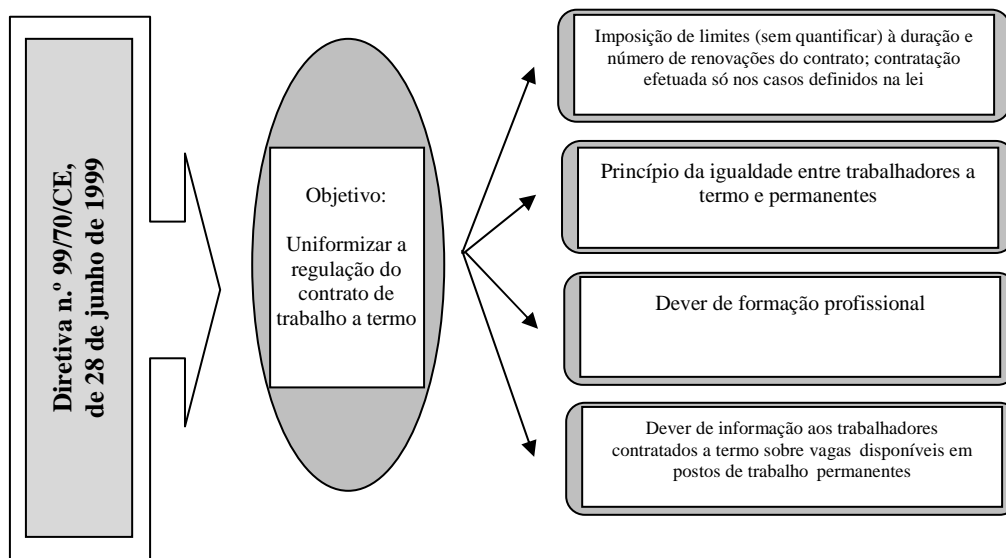 Diretiva n.º 99/70/CE,
de 28 de junho de 1999
Objetivo:
Uniformizar a
regulação do
contrato de
trabalho a termo
Imposição de limites (sem quantificar) à duração e
número de renovações do contrato; contratação
efetuada só nos casos definidos na lei
Princípio da igualdade entre trabalhadores a
termo e permanentes
Dever de formação profissional
Dever de informação aos trabalhadores
contratados a termo sobre vagas disponíveis em
postos de trabalho permanentes